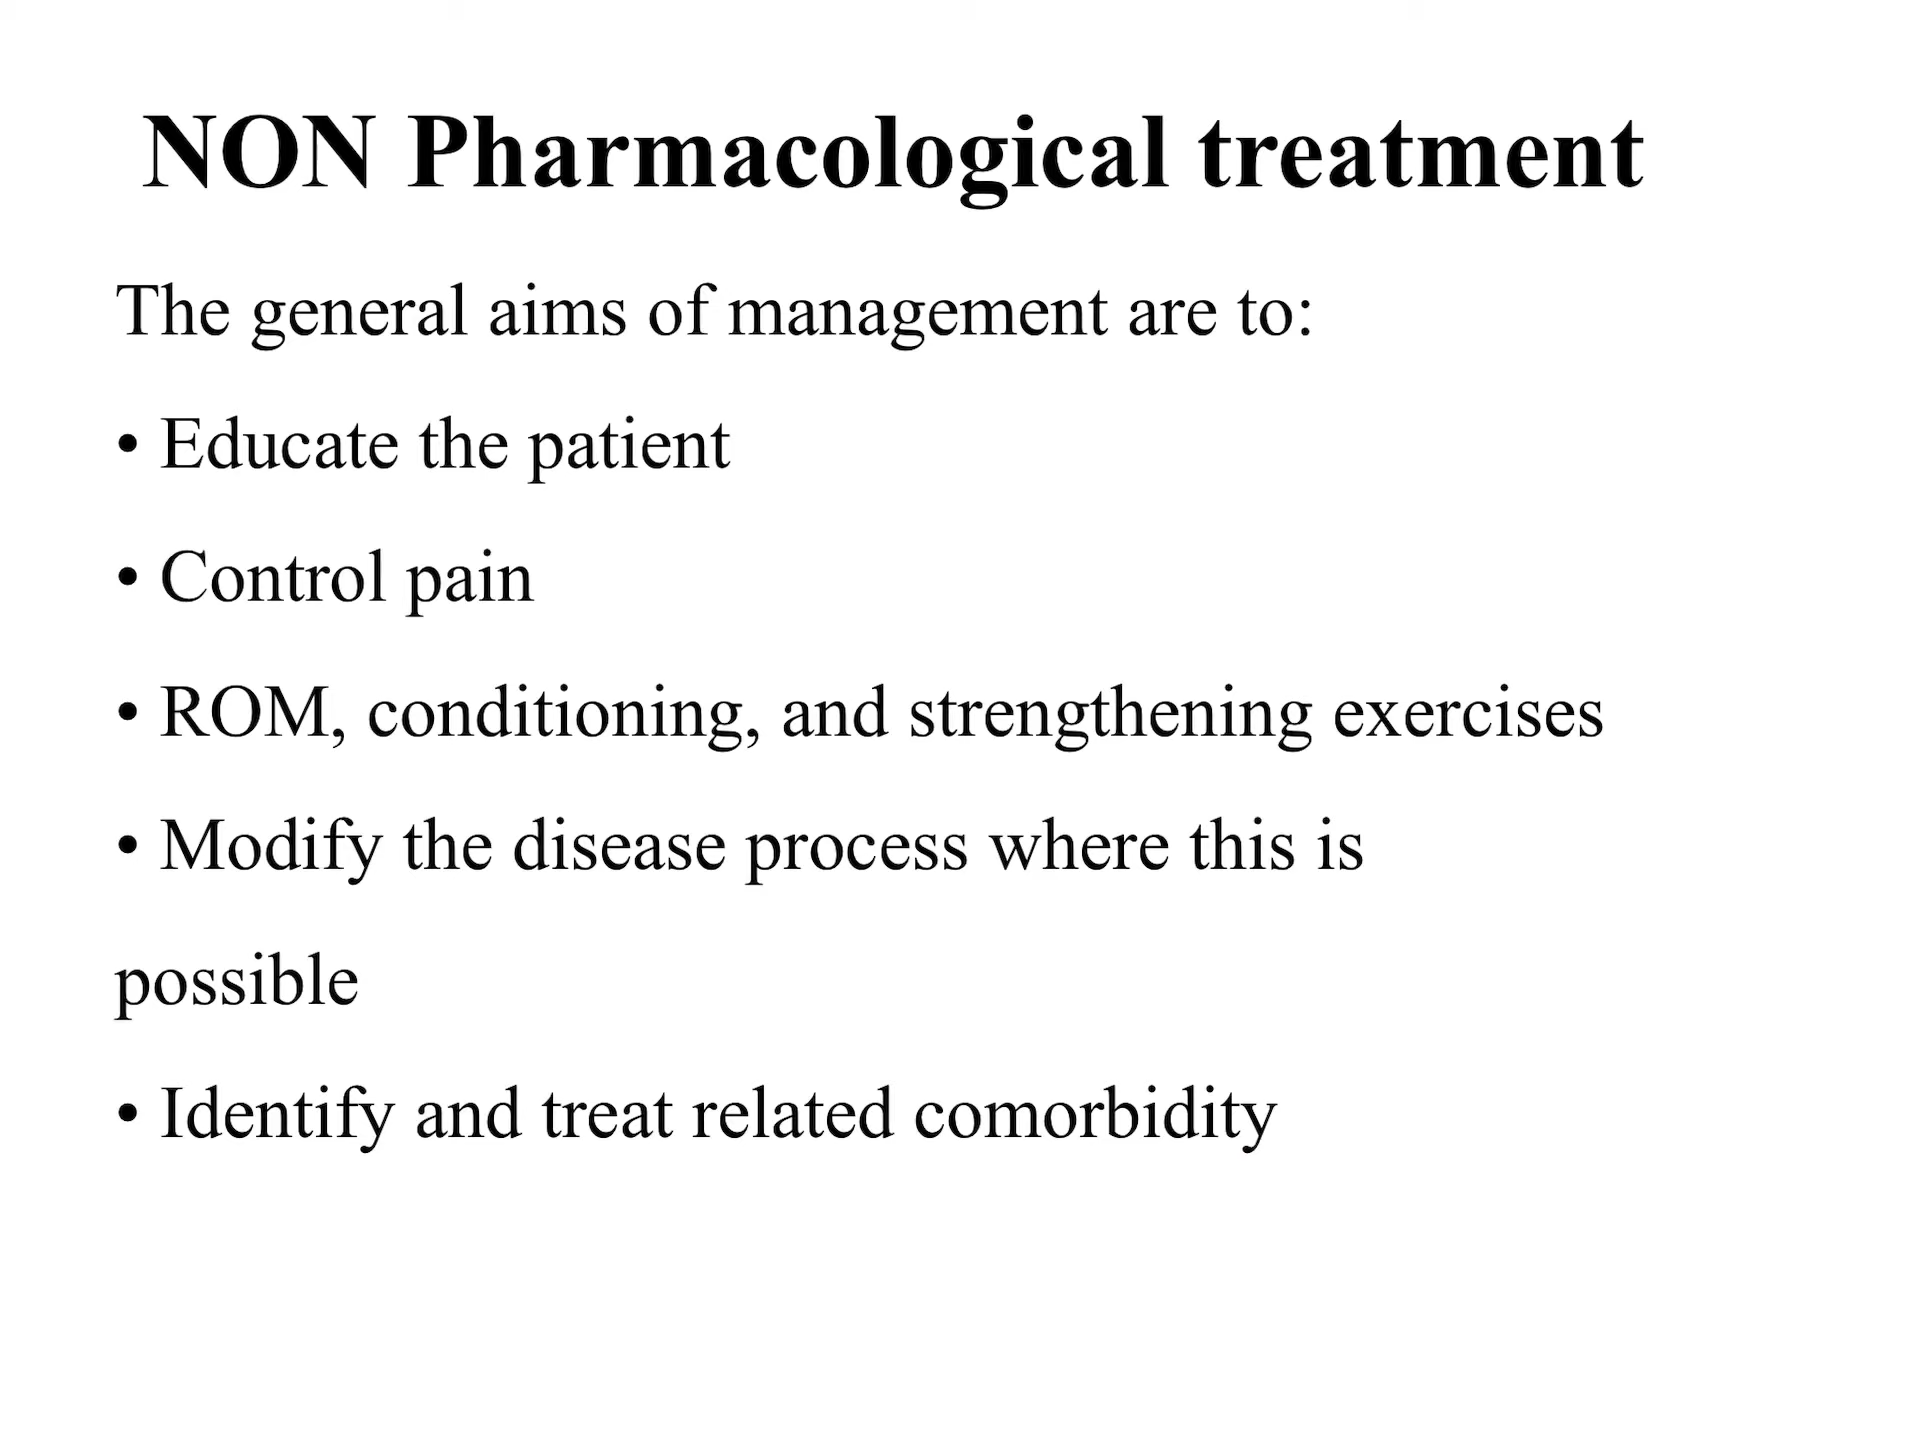 NON Pharmacological treatment
The general aims of management are to:
• Educate the patient
• Control pain
• ROM, conditioning, and strengthening exercises
• Modify the disease process where this is
possible
• Identify and treat related comorbidity